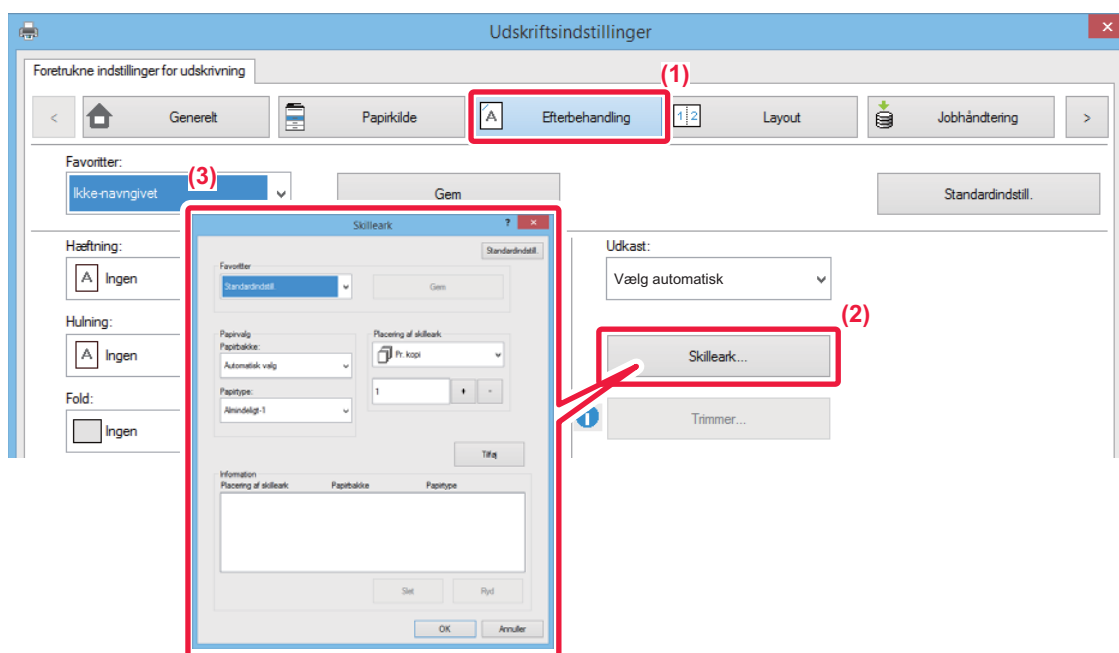 Udskriftsindstillinger
Foretrukne indstillinger for udskrivning
(1)
< Generelt Papirkilde Efterbehandling Layout Jobhåndtering >
Favoritter:
(3)
Ikke-navngivet Gem Standardindstill.
Skilleark ? ×
Standardindstill.
Favoritter
Standardindstill. Gem
Papirvalg
Papirbakke:
Automatisk valg
Papirtype:
Almindeligt-1
Placering af skilleark
Pr. kopi
1 + -
Tilføj
Information
Placering af skilleark Papirbakke Papirtype
Slet Ryd
OK Annuller
Hæftning:
A Ingen
Hulning:
A Ingen
Fold:
Ingen
Udkast:
Vælg automatisk
(2)
Skilleark...
Trimmer...